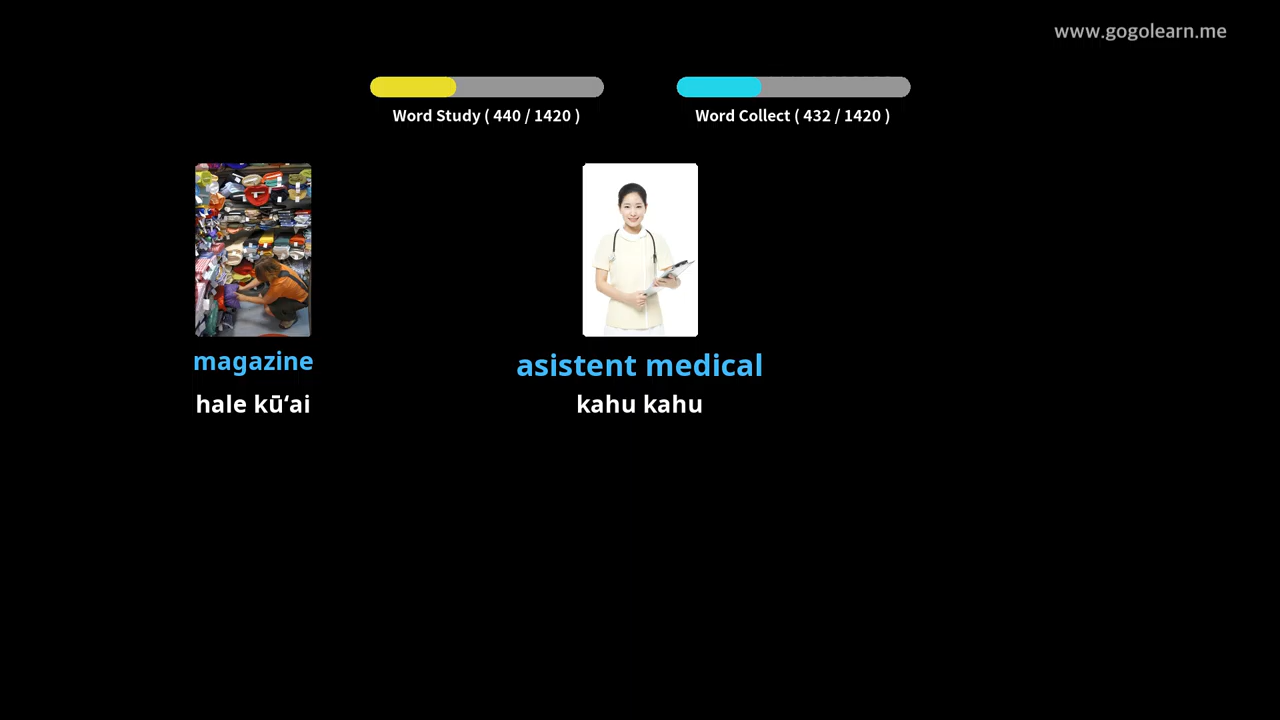 www.gogolearn.me
Word Study ( 440 / 1420 )
Word Collect ( 432 / 1420 )
magazine
hale kūʻai
asistent medical
kahu kahu